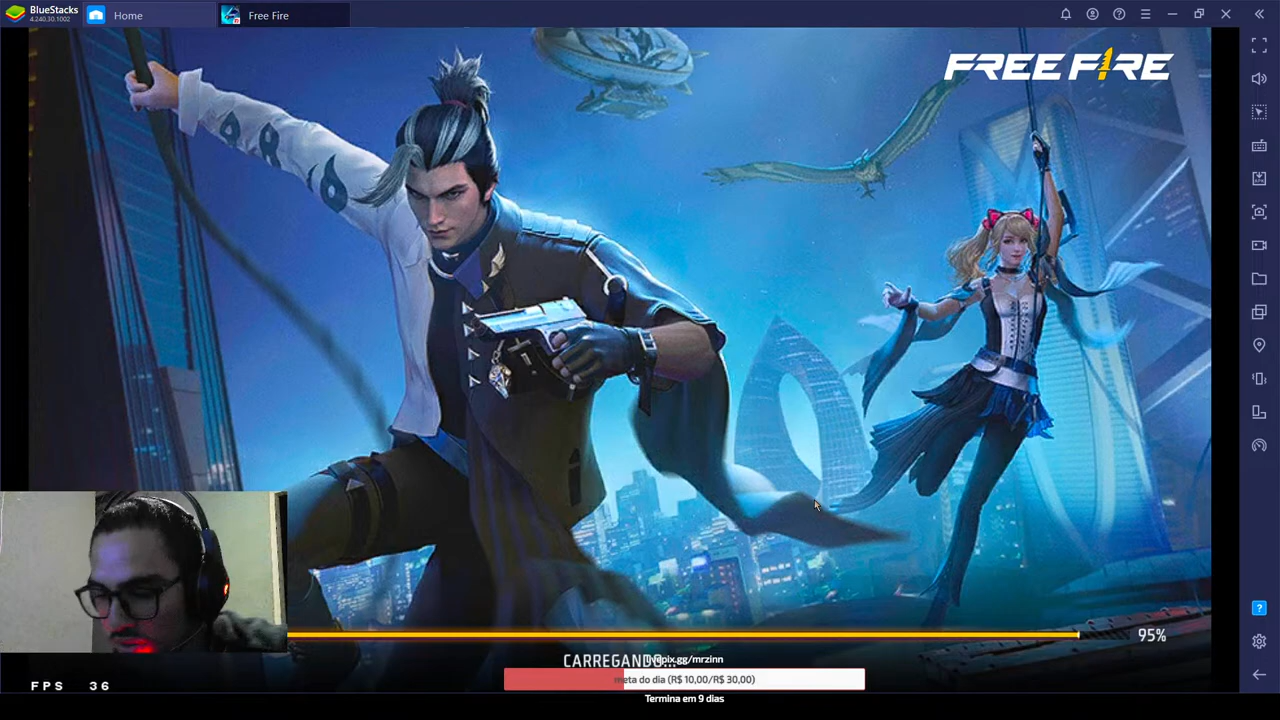 BlueStacks
4.240.30.1002
Home
Free Fire
FREE FIRE
95%
CARREGANDO...
livepix.gg/mrzinn
meta do dia (R$ 10,00/R$ 30,00)
FPS 36
Termina em 9 dias